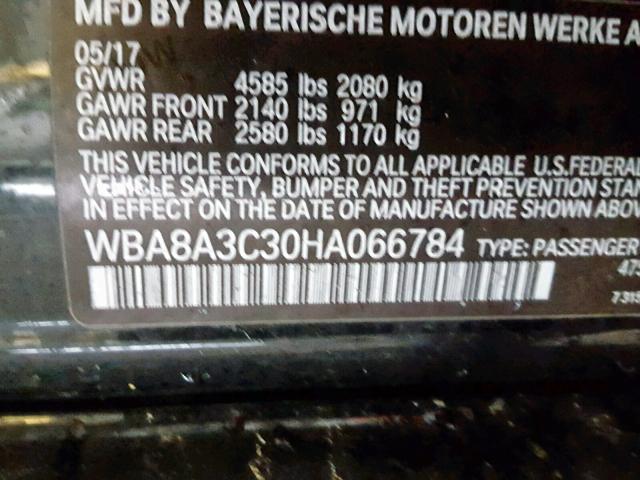 MFD BY BAYERISCHE MOTOREN WERKE A
05/17
GVWR 4585 lbs 2080 kg
GAWR FRONT 2140 lbs 971 kg
GAWR REAR 2580 lbs 1170 kg
THIS VEHICLE CONFORMS TO ALL APPLICABLE U.S.FEDERAL
VEHICLE SAFETY, BUMPER AND THEFT PREVENTION STAN
IN EFFECT ON THE DATE OF MANUFACTURE SHOWN ABOV
WBA8A3C30HA066784 TYPE: PASSENGER
475